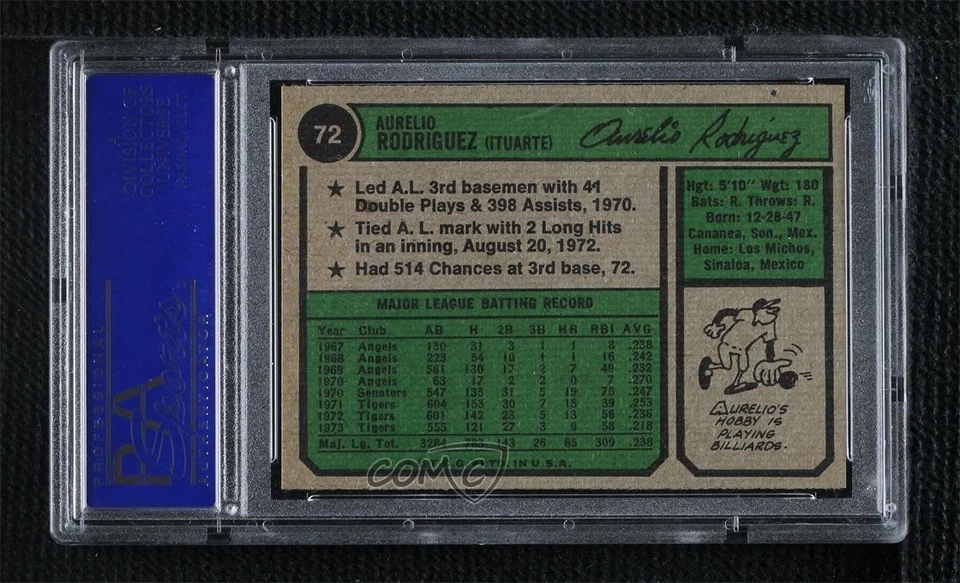 A
DIVISION OF
COLLECTORS
UNIVERSE
NASDAQ: CLCT
PROFESSIONAL
PSA
Sports
AUTHENTICATOR
72
AURELIO
RODRIGUEZ (ITUARTE)
Aurelio Rodriguez
★ Led A.L. 3rd basemen with 41
Double Plays & 398 Assists, 1970.
★ Tied A. L. mark with 2 Long Hits
in an inning, August 20, 1972.
★ Had 514 Chances at 3rd base, 72.
Hgt: 5'10" Wgt: 180
Bats: R. Throws: R.
Born: 12-28-47
Cananea, Son., Mex.
Home: Los Michos,
Sinaloa, Mexico
MAJOR LEAGUE BATTING RECORD
Year Club AB H 2B 3B HR RBI AVG
1967 Angels 130 31 3 1 1 8 .238
1968 Angels 223 54 10 1 1 16 .242
1969 Angels 561 130 17 2 7 49 .232
1970 Angels 63 17 2 2 0 7 .270
1970 Senators 547 135 31 5 19 76 .247
1971 Tigers 604 153 30 7 15 39 .253
1972 Tigers 601 142 23 5 13 56 .236
1973 Tigers 555 121 27 3 9 58 .218
Maj. Lg. Tot. 3284 783 143 26 65 309 .238
IN U.S.A.
AURELIO'S
HOBBY IS
PLAYING
BILLIARDS.
COMC